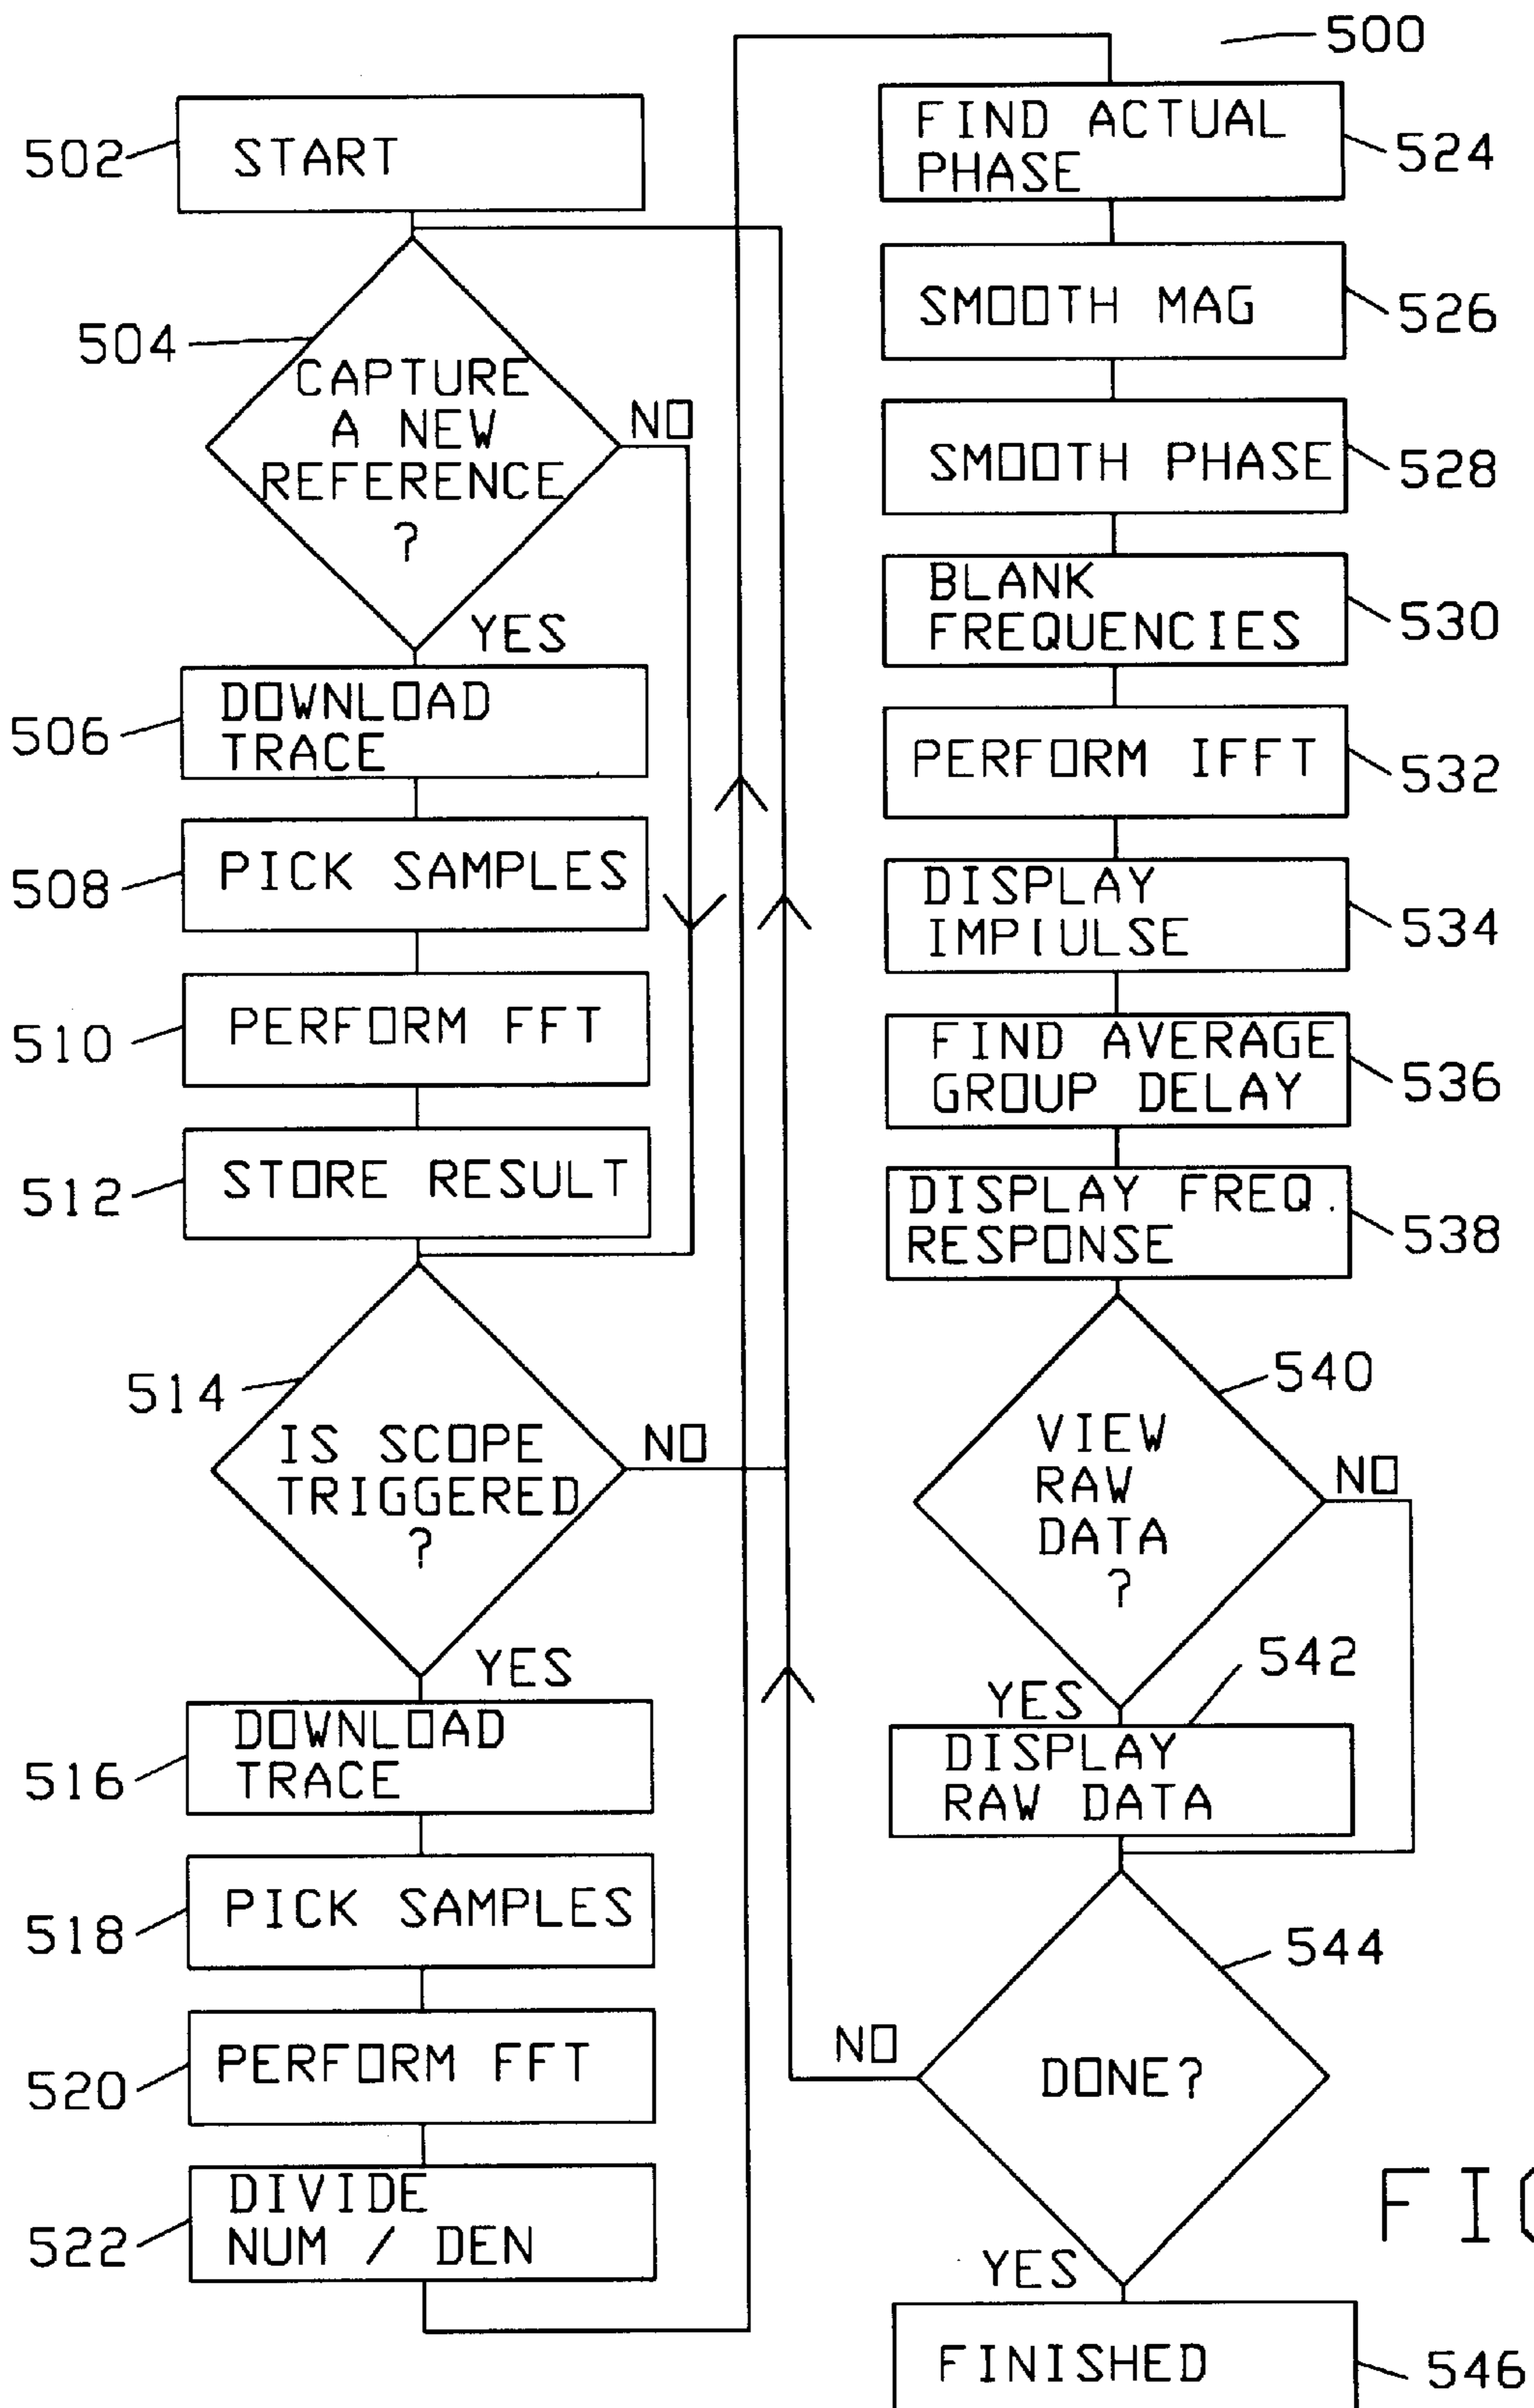 500
502
START
504
CAPTURE
A NEW
REFERENCE
?
NO
YES
506
DOWNLOAD
TRACE
508
PICK SAMPLES
510
PERFORM FFT
512
STORE RESULT
514
IS SCOPE
TRIGGERED
?
NO
YES
516
DOWNLOAD
TRACE
518
PICK SAMPLES
520
PERFORM FFT
522
DIVIDE
NUM / DEN
FIND ACTUAL
PHASE
524
SMOOTH MAG
526
SMOOTH PHASE
528
BLANK
FREQUENCIES
530
PERFORM IFFT
532
DISPLAY
IMPIULSE
534
FIND AVERAGE
GROUP DELAY
536
DISPLAY FREQ.
RESPONSE
538
540
VIEW
RAW
DATA
?
NO
YES
542
DISPLAY
RAW DATA
544
DONE?
NO
YES
FINISHED
546